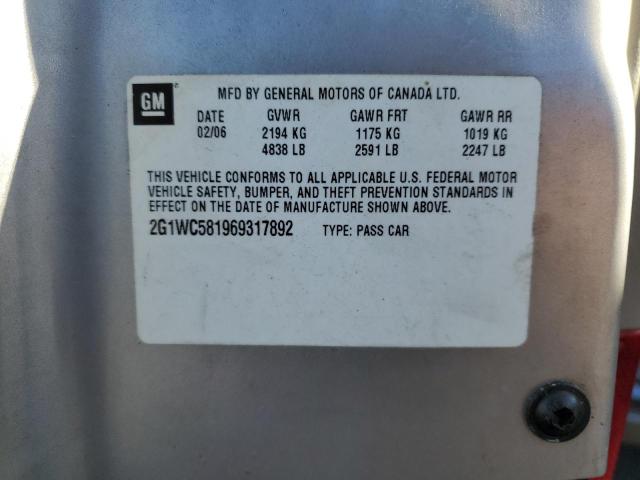 GM
MFD BY GENERAL MOTORS OF CANADA LTD.
DATE GVWR GAWR FRT GAWR RR
02/06 2194 KG 1175 KG 1019 KG
4838 LB 2591 LB 2247 LB
THIS VEHICLE CONFORMS TO ALL APPLICABLE U.S. FEDERAL MOTOR
VEHICLE SAFETY, BUMPER, AND THEFT PREVENTION STANDARDS IN
EFFECT ON THE DATE OF MANUFACTURE SHOWN ABOVE.
2G1WC581969317892 TYPE: PASS CAR